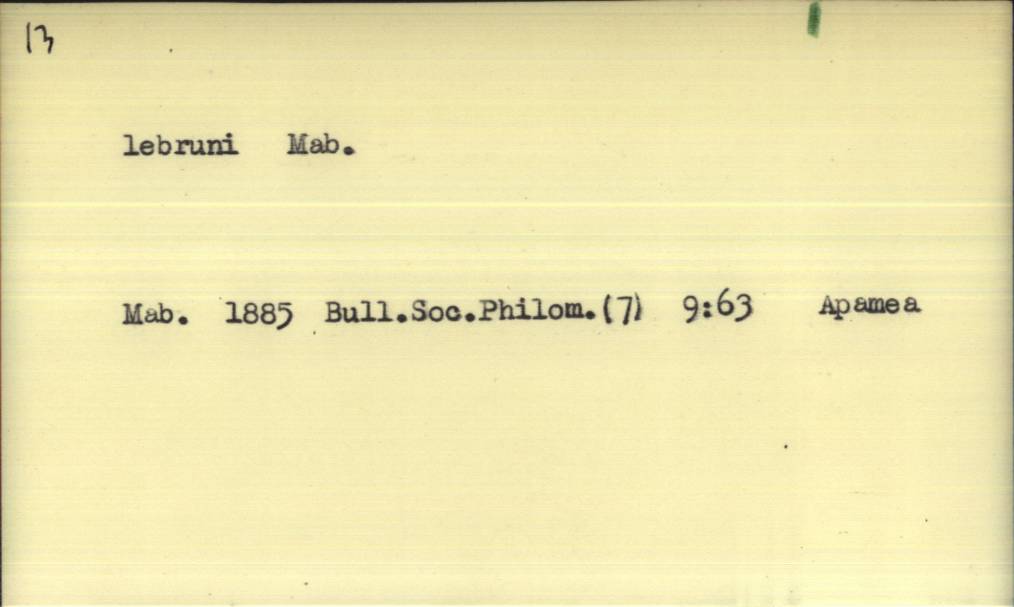 13
lebruni Mab.
Mab. 1885 Bull.Soc.Philom.(7) 9:63 Apamea